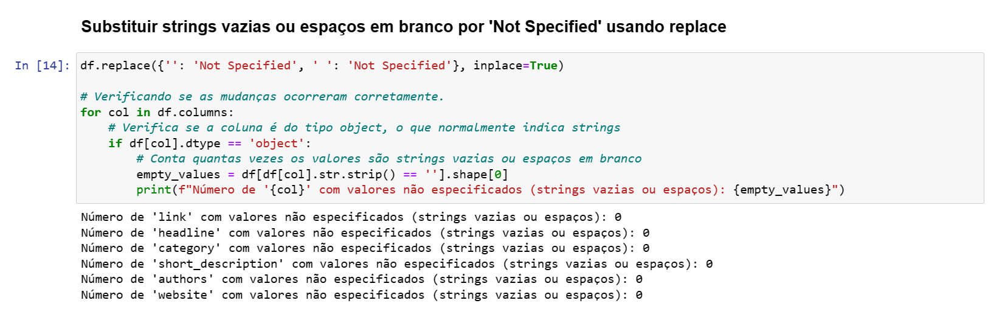 Substituir strings vazias ou espaços em branco por 'Not Specified' usando replace
In [14]: df.replace({'': 'Not Specified', ' ': 'Not Specified'}, inplace=True)
# Verificando se as mudanças ocorreram corretamente.
for col in df.columns:
    # Verifica se a coluna é do tipo object, o que normalmente indica strings
    if df[col].dtype == 'object':
        # Conta quantas vezes os valores são strings vazias ou espaços em branco
        empty_values = df[df[col].str.strip() == ''].shape[0]
        print(f"Número de '{col}' com valores não especificados (strings vazias ou espaços): {empty_values}")
Número de 'link' com valores não especificados (strings vazias ou espaços): 0
Número de 'headline' com valores não especificados (strings vazias ou espaços): 0
Número de 'category' com valores não especificados (strings vazias ou espaços): 0
Número de 'short_description' com valores não especificados (strings vazias ou espaços): 0
Número de 'authors' com valores não especificados (strings vazias ou espaços): 0
Número de 'website' com valores não especificados (strings vazias ou espaços): 0